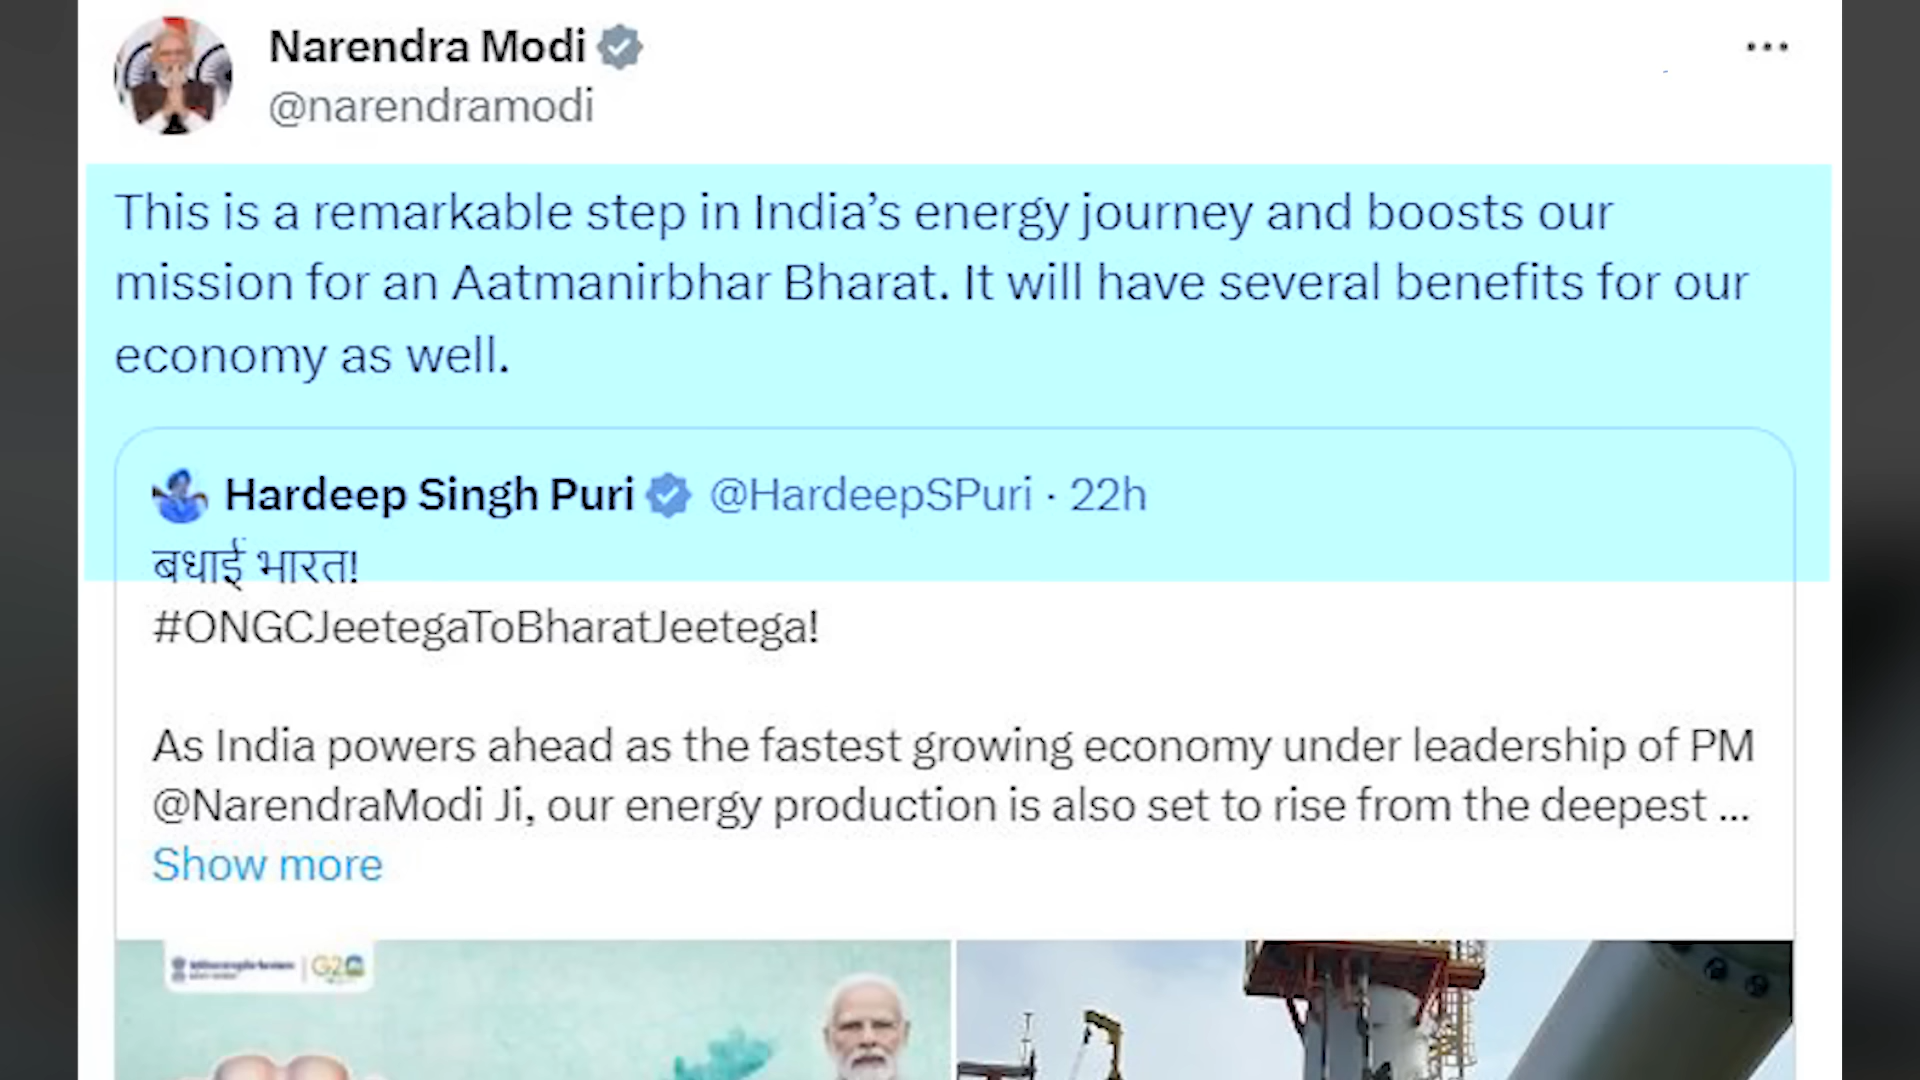 Narendra Modi
@narendramodi
This is a remarkable step in India’s energy journey and boosts our
mission for an Aatmanirbhar Bharat. It will have several benefits for our
economy as well.
Hardeep Singh Puri @HardeepSPuri · 22h
बधाई भारत!
#ONGCJeetegaToBharatJeetega!
As India powers ahead as the fastest growing economy under leadership of PM
@NarendraModi Ji, our energy production is also set to rise from the deepest ...
Show more
G20